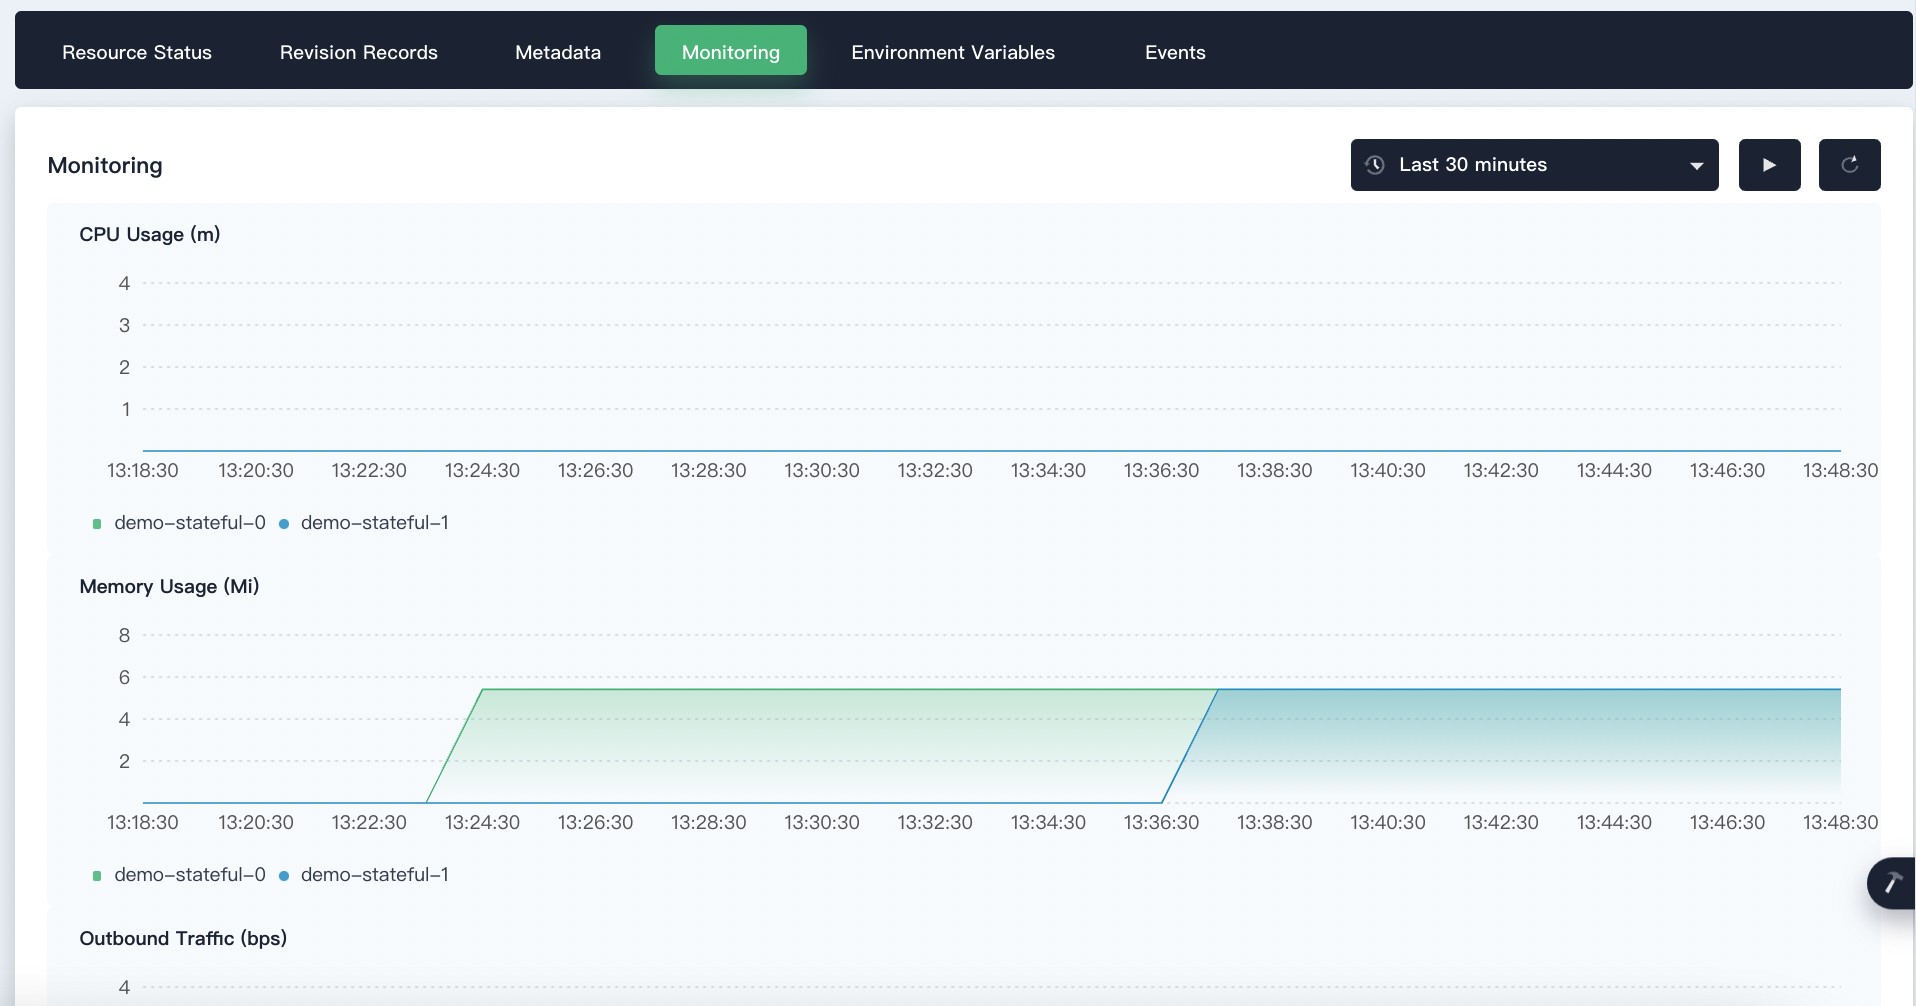 Resource Status Revision Records Metadata Monitoring Environment Variables Events
Monitoring
Last 30 minutes
CPU Usage (m)
4
3
2
1
13:18:30 13:20:30 13:22:30 13:24:30 13:26:30 13:28:30 13:30:30 13:32:30 13:34:30 13:36:30 13:38:30 13:40:30 13:42:30 13:44:30 13:46:30 13:48:30
demo-stateful-0 demo-stateful-1
Memory Usage (Mi)
8
6
4
2
13:18:30 13:20:30 13:22:30 13:24:30 13:26:30 13:28:30 13:30:30 13:32:30 13:34:30 13:36:30 13:38:30 13:40:30 13:42:30 13:44:30 13:46:30 13:48:30
demo-stateful-0 demo-stateful-1
Outbound Traffic (bps)
4